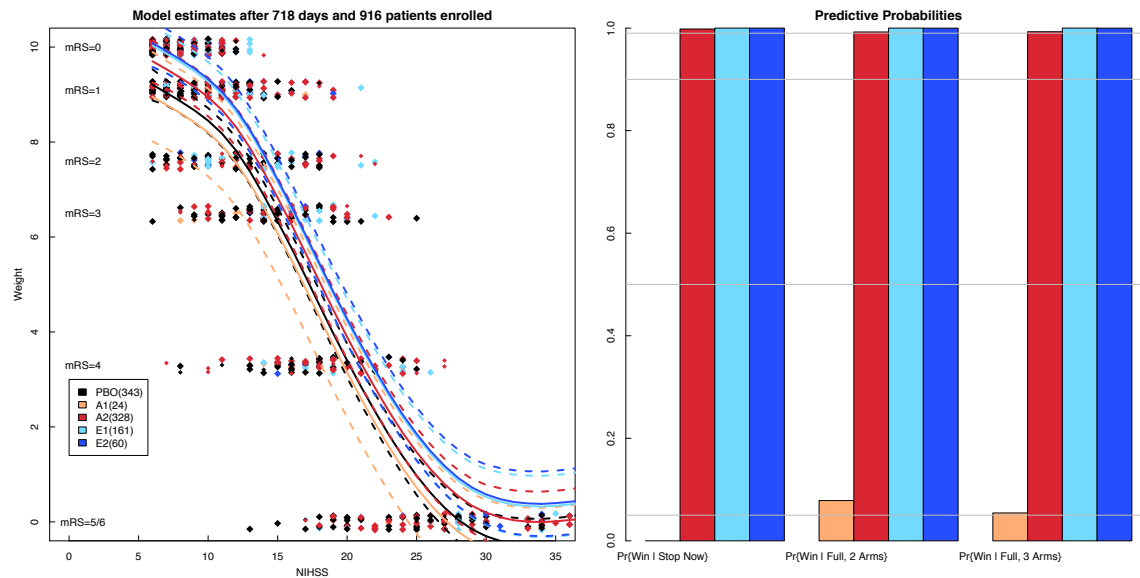 Model estimates after 718 days and 916 patients enrolled
Weight
10
8
6
4
2
0
mRS=0
mRS=1
mRS=2
mRS=3
mRS=4
mRS=5/6
PBO(343)
A1(24)
A2(328)
E1(161)
E2(60)
0 5 10 15 20 25 30 35
NIHSS
Predictive Probabilities
1.0
0.8
0.6
0.4
0.2
0.0
Pr{Win | Stop Now} Pr{Win | Full, 2 Arms} Pr{Win | Full, 3 Arms}